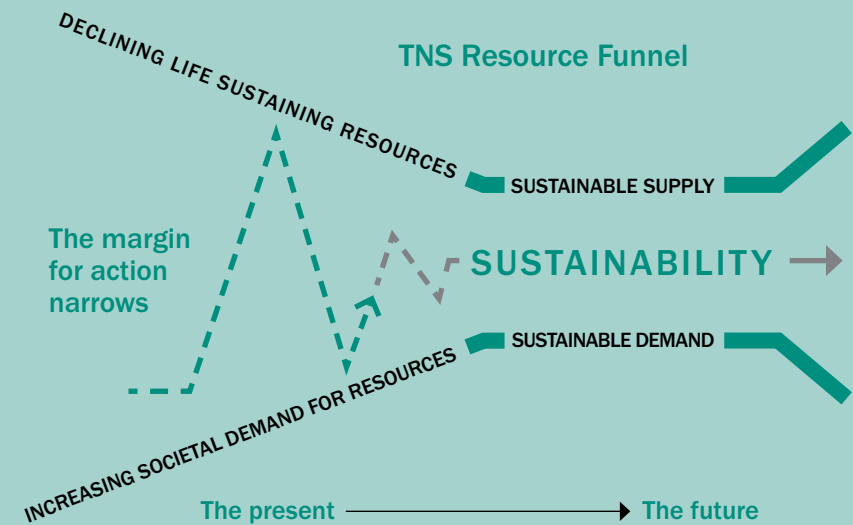 TNS Resource Funnel
DECLINING LIFE SUSTAINING RESOURCES
SUSTAINABLE SUPPLY
The margin
for action
narrows
SUSTAINABILITY
SUSTAINABLE DEMAND
INCREASING SOCIETAL DEMAND FOR RESOURCES
The present
The future